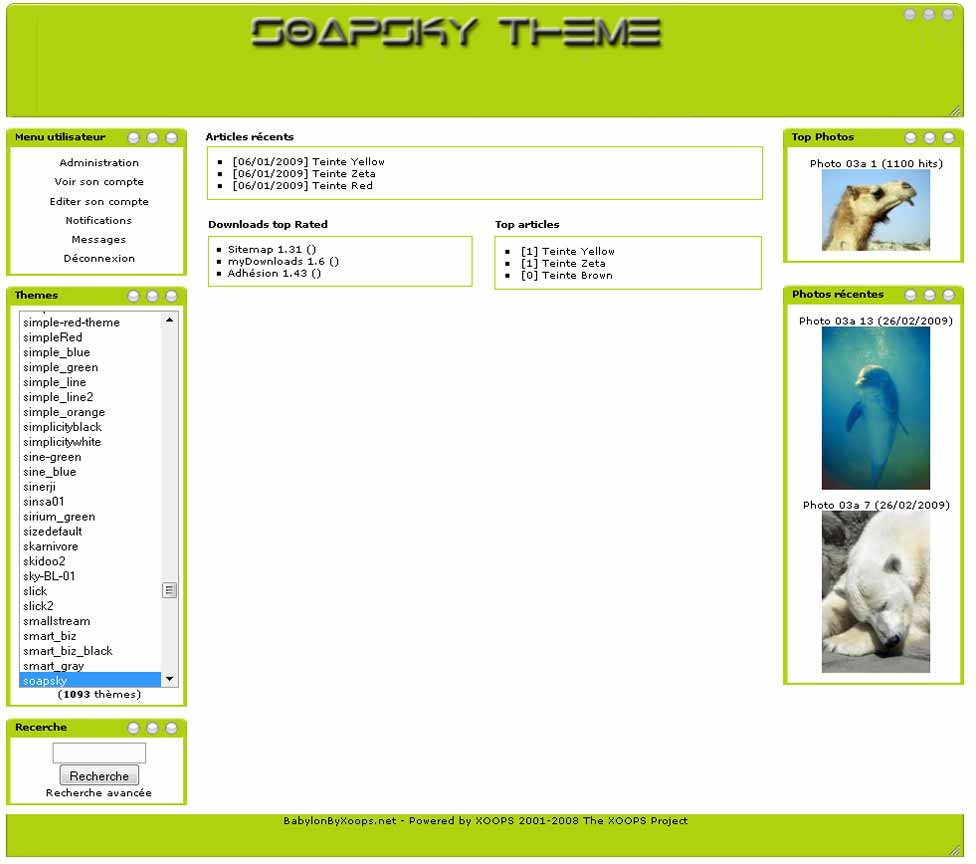 SOAPSKY THEME
Menu utilisateur
Administration
Voir son compte
Editer son compte
Notifications
Messages
Déconnexion
Themes
simple-red-theme
simpleRed
simple_blue
simple_green
simple_line
simple_line2
simple_orange
simplicityblack
simplicitywhite
sine-green
sine_blue
sinerji
sinsa01
sirium_green
sizedefault
skarnivore
skidoo2
sky-BL-01
slick
slick2
smallstream
smart_biz
smart_biz_black
smart_gray
soapsky
(1093 thèmes)
Recerche
Recherche
Recherche avancée
Articles récents
[06/01/2009] Teinte Yellow
[06/01/2009] Teinte Zeta
[06/01/2009] Teinte Red
Downloads top Rated
Sitemap 1.31 ()
myDownloads 1.6 ()
Adhésion 1.43 ()
Top articles
[1] Teinte Yellow
[1] Teinte Zeta
[0] Teinte Brown
Top Photos
Photo 03a 1 (1100 hits)
Photos récentes
Photo 03a 13 (26/02/2009)
Photo 03a 7 (26/02/2009)
BabylonByXoops.net - Powered by XOOPS 2001-2008 The XOOPS Project